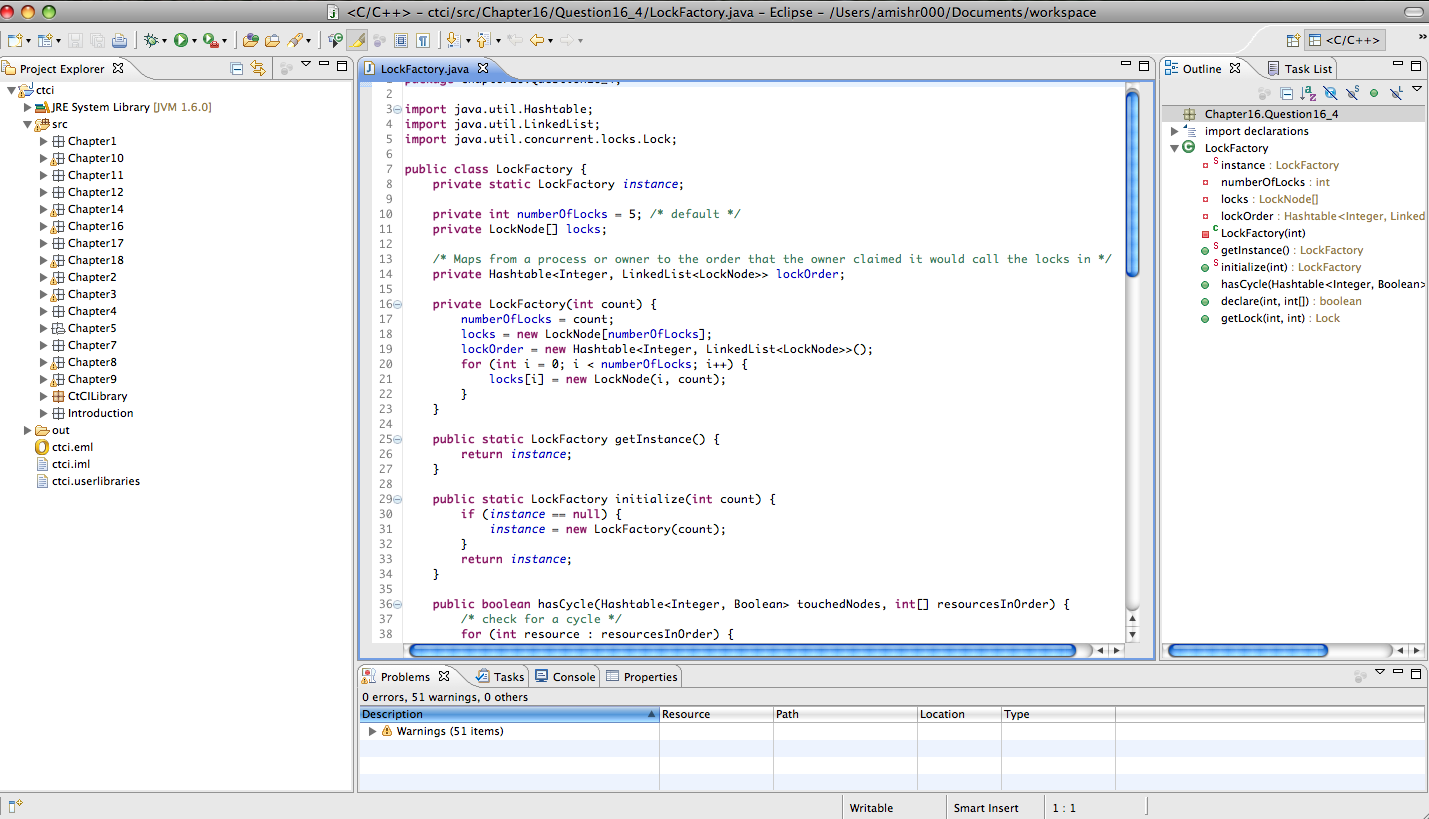 <C/C++> - ctci/src/Chapter16/Question16_4/LockFactory.java - Eclipse - /Users/amishr000/Documents/workspace
<C/C++>
Project Explorer
ctci
JRE System Library [JVM 1.6.0]
src
Chapter1
Chapter10
Chapter11
Chapter12
Chapter14
Chapter16
Chapter17
Chapter18
Chapter2
Chapter3
Chapter4
Chapter5
Chapter7
Chapter8
Chapter9
CtCILibrary
Introduction
out
ctci.eml
ctci.iml
ctci.userlibraries
LockFactory.java
2
3 import java.util.Hashtable;
4 import java.util.LinkedList;
5 import java.util.concurrent.locks.Lock;
6
7 public class LockFactory {
8 private static LockFactory instance;
9
10 private int numberOfLocks = 5; /* default */
11 private LockNode[] locks;
12
13 /* Maps from a process or owner to the order that the owner claimed it would call the locks in */
14 private Hashtable<Integer, LinkedList<LockNode>> lockOrder;
15
16 private LockFactory(int count) {
17 numberOfLocks = count;
18 locks = new LockNode[numberOfLocks];
19 lockOrder = new Hashtable<Integer, LinkedList<LockNode>>();
20 for (int i = 0; i < numberOfLocks; i++) {
21 locks[i] = new LockNode(i, count);
22 }
23 }
24
25 public static LockFactory getInstance() {
26 return instance;
27 }
28
29 public static LockFactory initialize(int count) {
30 if (instance == null) {
31 instance = new LockFactory(count);
32 }
33 return instance;
34 }
35
36 public boolean hasCycle(Hashtable<Integer, Boolean> touchedNodes, int[] resourcesInOrder) {
37 /* check for a cycle */
38 for (int resource : resourcesInOrder) {
Outline
Task List
Chapter16.Question16_4
import declarations
LockFactory
instance : LockFactory
numberOfLocks : int
locks : LockNode[]
lockOrder : Hashtable<Integer, Linked
LockFactory(int)
getInstance() : LockFactory
initialize(int) : LockFactory
hasCycle(Hashtable<Integer, Boolean>
declare(int, int[]) : boolean
getLock(int, int) : Lock
Problems
Tasks
Console
Properties
0 errors, 51 warnings, 0 others
Description Resource Path Location Type
Warnings (51 items)
Writable
Smart Insert
1 : 1